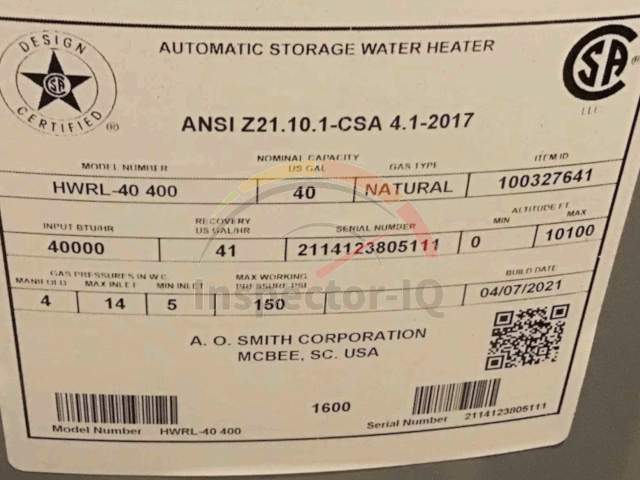 DESIGN
CSA
CERTIFIED ®
AUTOMATIC STORAGE WATER HEATER
CSA ®
LLC
ANSI Z21.10.1-CSA 4.1-2017
MODEL NUMBER NOMINAL CAPACITY US GAL GAS TYPE ITEM ID
HWRL-40 400 40 NATURAL 100327641
INPUT BTU/HR RECOVERY US GAL/HR SERIAL NUMBER MIN ALTITUDE FT. MAX
40000 41 2114123805111 0 10100
GAS PRESSURES IN W.C. MAX WORKING BUILD DATE
MANIFOLD MAX INLET MIN INLET PRESSURE PSI
4 14 5 150 04/07/2021
Inspector-IQ
A. O. SMITH CORPORATION
MCBEE, SC. USA
1600
Model Number HWRL-40 400 Serial Number 2114123805111